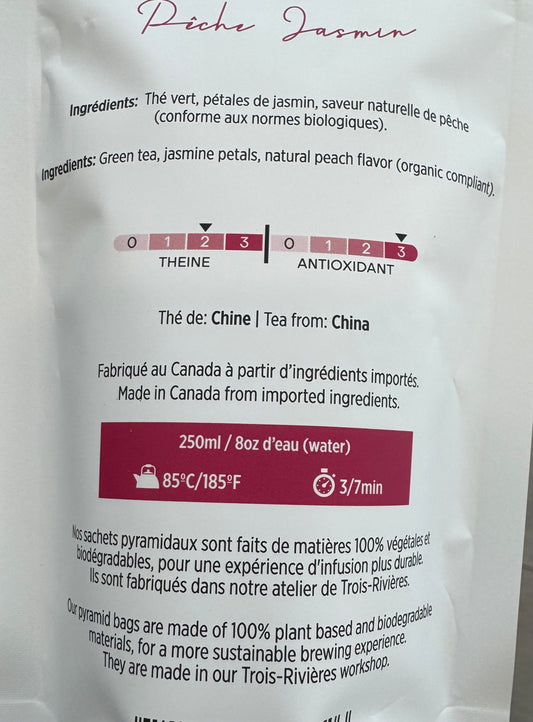 Pêche Jasmin
Ingrédients: Thé vert, pétales de jasmin, saveur naturelle de pêche
(conforme aux normes biologiques).
Ingredients: Green tea, jasmine petals, natural peach flavor (organic compliant).
0 1 2 3 0 1 2 3
THEINE ANTIOXIDANT
Thé de: Chine | Tea from: China
Fabriqué au Canada à partir d'ingrédients importés.
Made in Canada from imported ingredients.
250ml / 8oz d'eau (water)
85ºC/185ºF 3/7min
Nos sachets pyramidaux sont faits de matières 100% végétales et
biodégradables, pour une expérience d'infusion plus durable.
Ils sont fabriqués dans notre atelier de Trois-Rivières.
Our pyramid bags are made of 100% plant based and biodegradable
materials, for a more sustainable brewing experience.
They are made in our Trois-Rivières workshop.